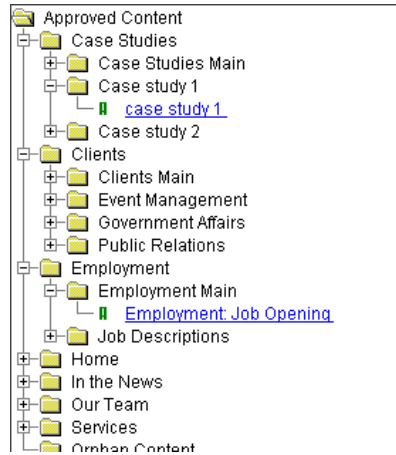 Approved Content
Case Studies
Case Studies Main
Case study 1
case study 1
Case study 2
Clients
Clients Main
Event Management
Government Affairs
Public Relations
Employment
Employment Main
Employment: Job Opening
Job Descriptions
Home
In the News
Our Team
Services
Orphan Content